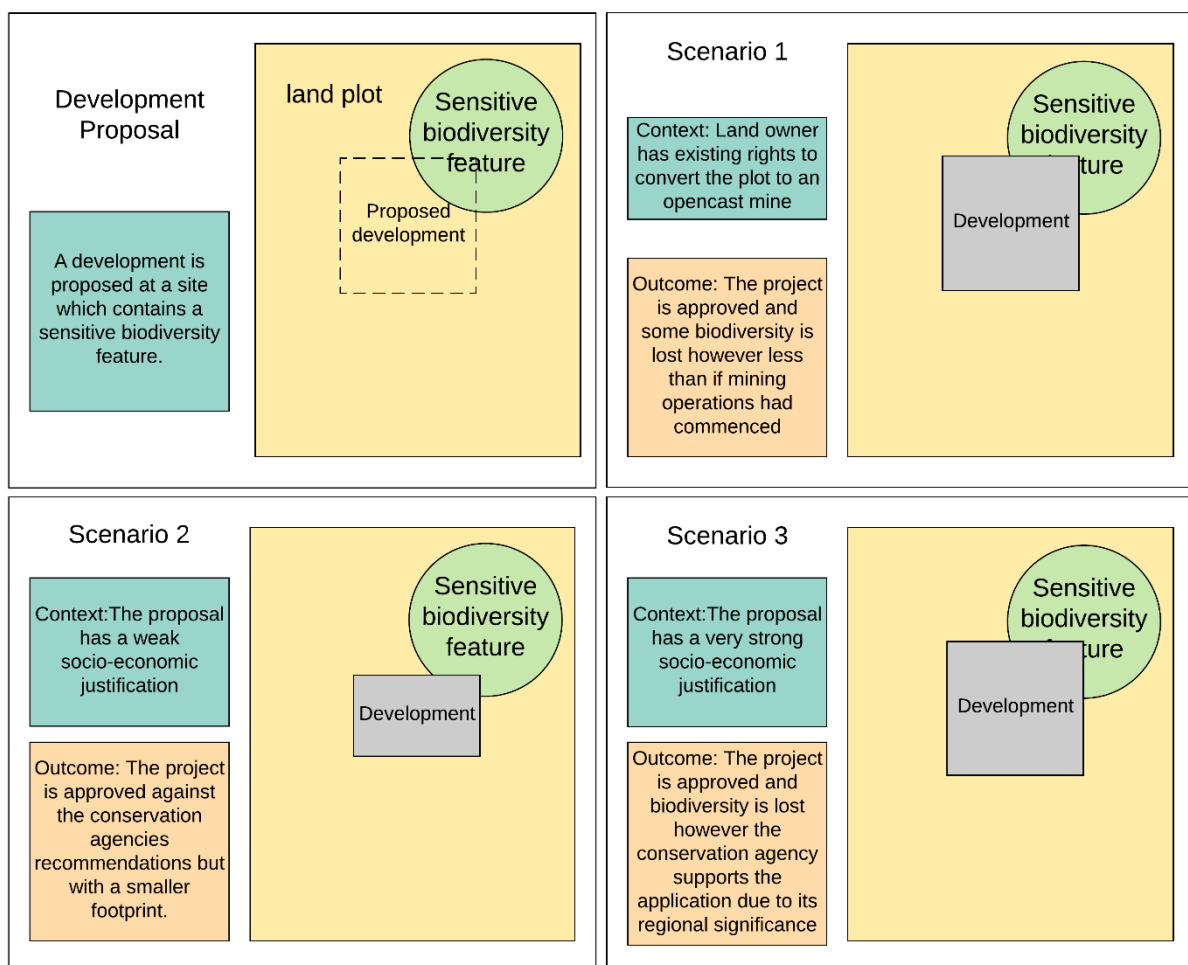 Development
Proposal
A development is
proposed at a site
which contains a
sensitive biodiversity
feature.
land plot
Sensitive
biodiversity
feature
Proposed
development
Scenario 1
Context: Land owner
has existing rights to
convert the plot to an
opencast mine
Outcome: The project
is approved and
some biodiversity is
lost however less
than if mining
operations had
commenced
Sensitive
biodiversity
ture
Development
Scenario 2
Context:The proposal
has a weak
socio-economic
justification
Outcome: The project
is approved against
the conservation
agencies
recommendations but
with a smaller
footprint.
Sensitive
biodiversity
feature
Development
Scenario 3
Context:The proposal
has a very strong
socio-economic
justification
Outcome: The project
is approved and
biodiversity is lost
however the
conservation agency
supports the
application due to its
regional significance
Sensitive
biodiversity
ture
Development